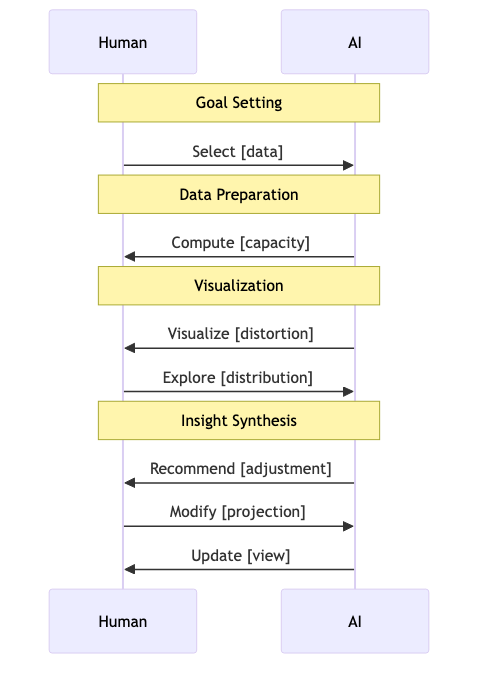 Human
AI
Goal Setting
Select [data]
Data Preparation
Compute [capacity]
Visualization
Visualize [distortion]
Explore [distribution]
Insight Synthesis
Recommend [adjustment]
Modify [projection]
Update [view]
Human
AI